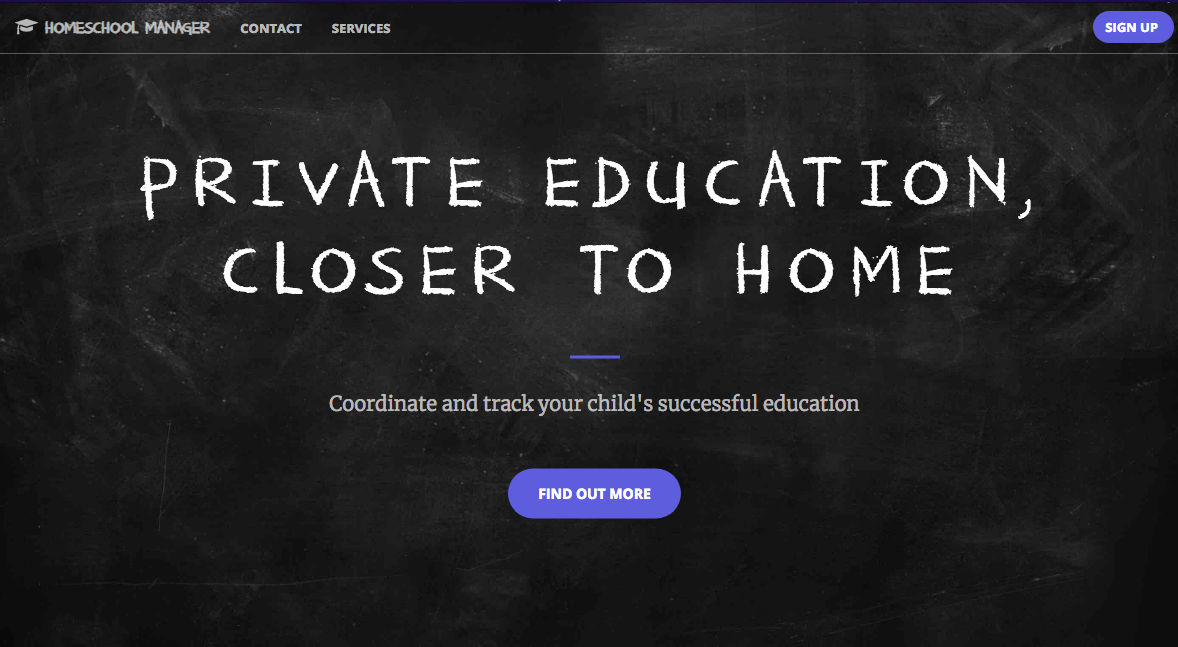 HOMESCHOOL MANAGER CONTACT SERVICES SIGN UP
PRIVATE EDUCATION,
CLOSER TO HOME
Coordinate and track your child's successful education
FIND OUT MORE